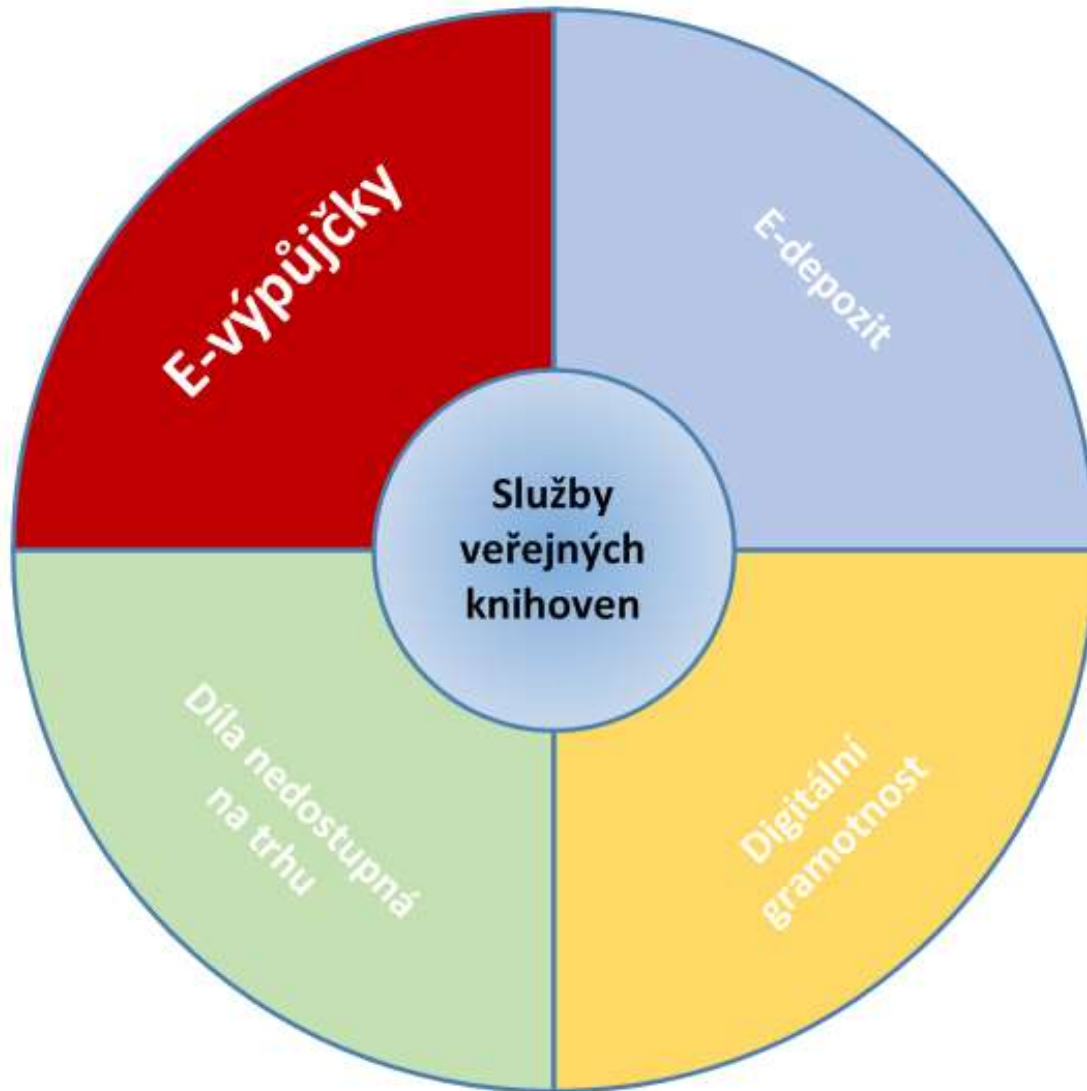 E-výpůjčky
E-depozit
Služby
veřejných
knihoven
Díla nedostupná
na trhu
Digitální
gramotnost